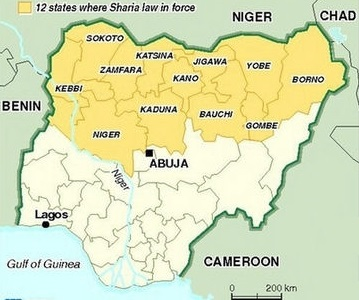 12 states where Sharia law in force
NIGER
CHAD
SOKOTO
KATSINA
JIGAWA
YOBE
BORNO
ZAMFARA
KANO
KEBBI
BENIN
KADUNA
BAUCHI
GOMBE
NIGER
ABUJA
Niger
Lagos
Gulf of Guinea
CAMEROON
0 200 km